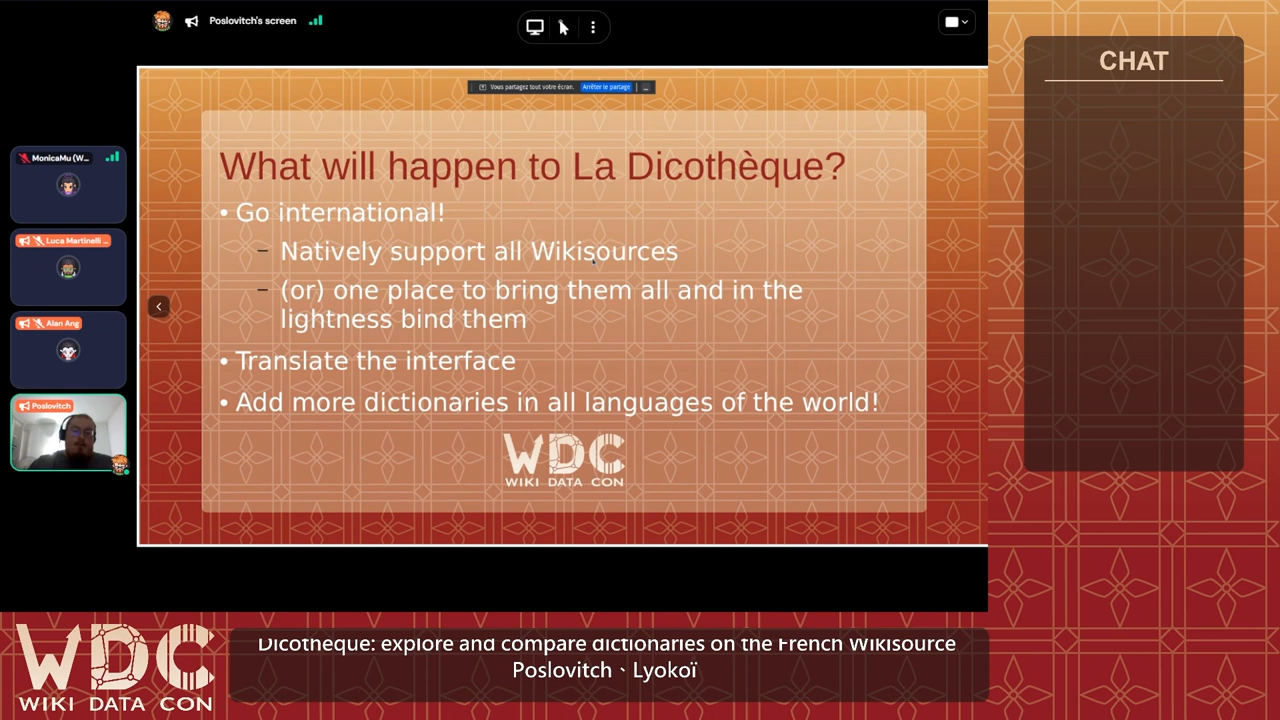 Poslovitch's screen
CHAT
Vous partagez tout votre écran.
Arrêter le partage
MonicaMu (W...
Luca Martinelli ...
Alan Ang
Poslovitch
What will happen to La Dicothèque?
• Go international!
– Natively support all Wikisources
– (or) one place to bring them all and in the
lightness bind them
• Translate the interface
• Add more dictionaries in all languages of the world!
WDC
WIKI DATA CON
WDC
WIKI DATA CON
Dicothèque: explore and compare dictionaries on the French Wikisource
Poslovitch、Lyokoï